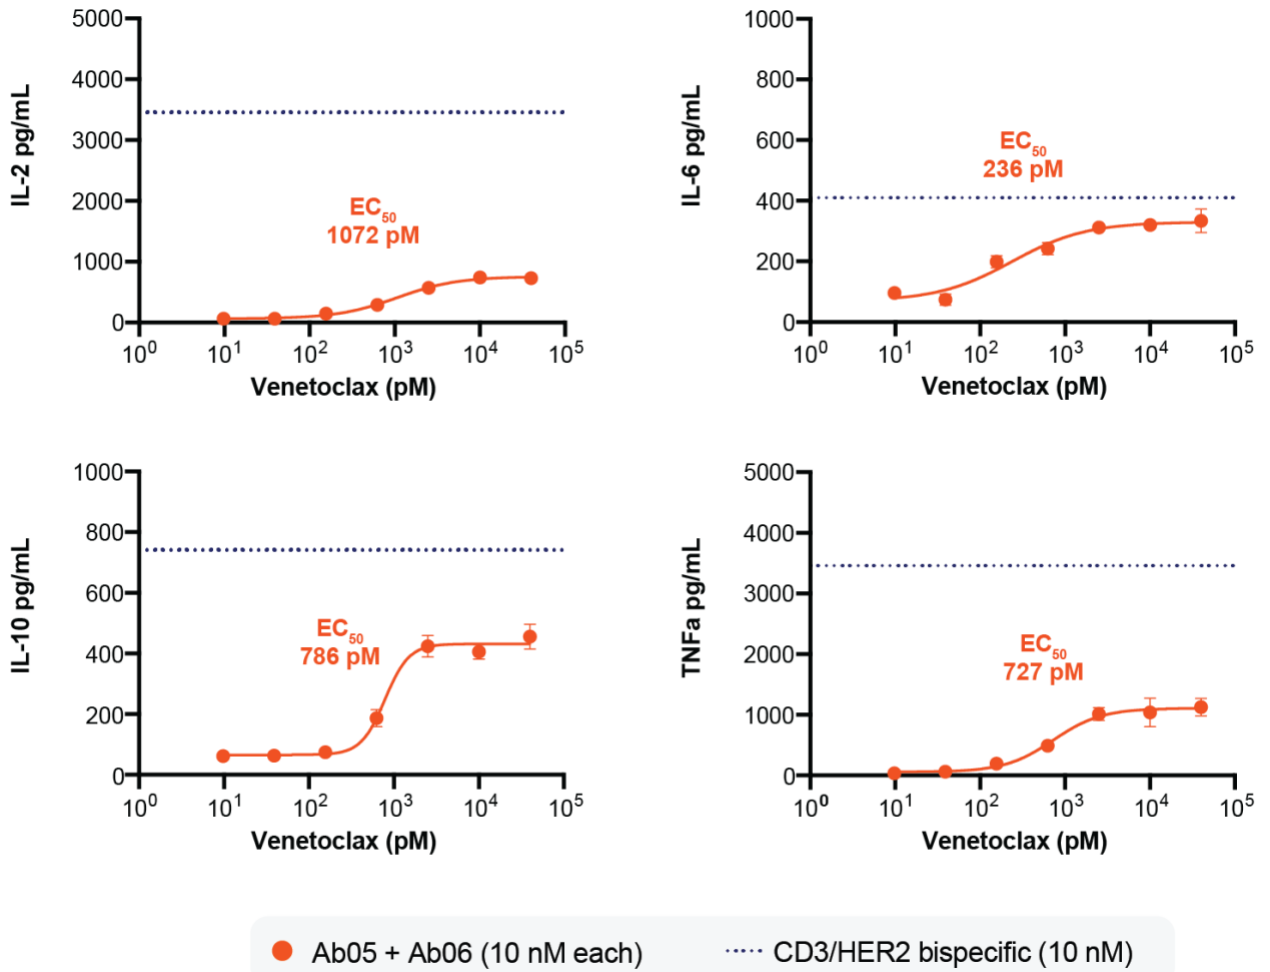 IL-2 pg/mL
5000
4000
3000
2000
1000
0
EC50
1072 pM
10^0 10^1 10^2 10^3 10^4 10^5
Venetoclax (pM)
IL-6 pg/mL
1000
800
600
400
200
0
EC50
236 pM
10^0 10^1 10^2 10^3 10^4 10^5
Venetoclax (pM)
IL-10 pg/mL
1000
800
600
400
200
0
EC50
786 pM
10^0 10^1 10^2 10^3 10^4 10^5
Venetoclax (pM)
TNFa pg/mL
5000
4000
3000
2000
1000
0
EC50
727 pM
10^0 10^1 10^2 10^3 10^4 10^5
Venetoclax (pM)
Ab05 + Ab06 (10 nM each)
CD3/HER2 bispecific (10 nM)